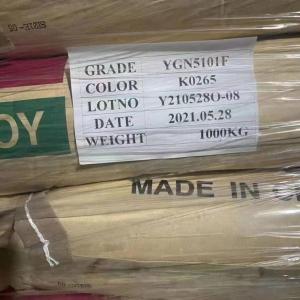 GRADE YGN5101F
COLOR K0265
LOTNO Y210528O-08
DATE 2021.05.28
WEIGHT 1000KG
OY
MADE IN